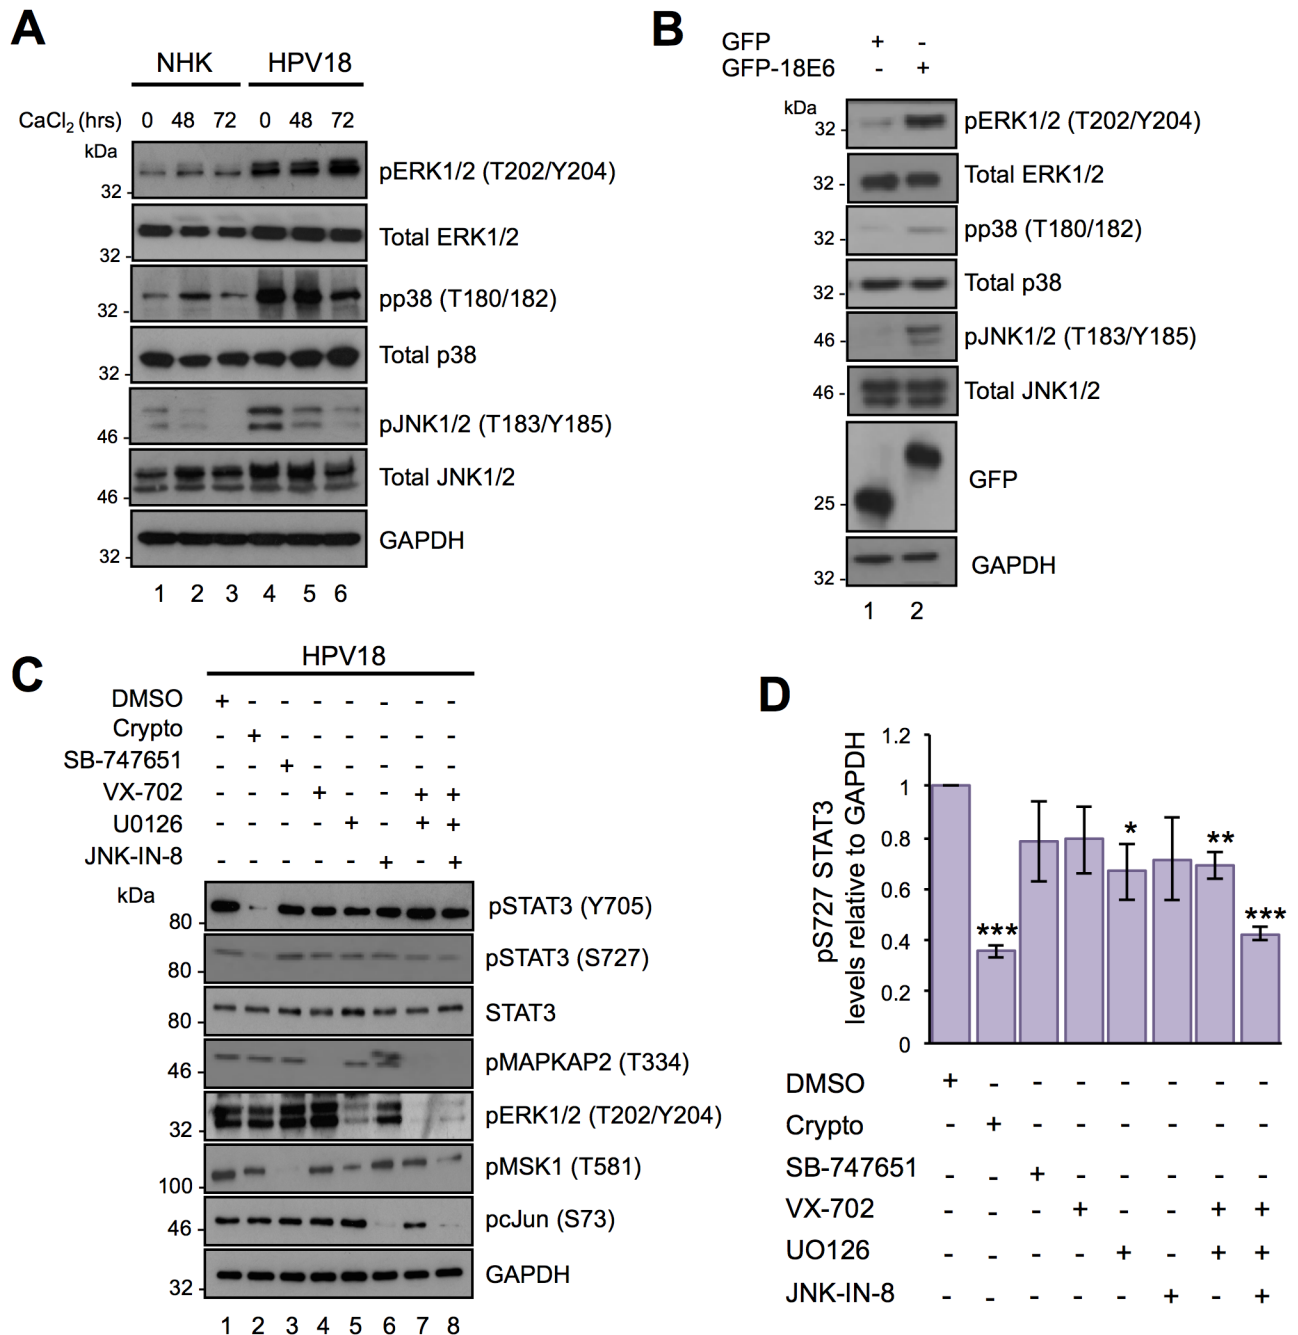 A
NHK HPV18
CaCl2 (hrs) 0 48 72 0 48 72
kDa
32 - pERK1/2 (T202/Y204)
32 - Total ERK1/2
32 - pp38 (T180/182)
32 - Total p38
46 - pJNK1/2 (T183/Y185)
46 - Total JNK1/2
32 - GAPDH
1 2 3 4 5 6
B
GFP + -
GFP-18E6 - +
kDa
32 - pERK1/2 (T202/Y204)
32 - Total ERK1/2
32 - pp38 (T180/182)
32 - Total p38
46 - pJNK1/2 (T183/Y185)
46 - Total JNK1/2
25 - GFP
32 - GAPDH
1 2
C
HPV18
DMSO + - - - - - - -
Crypto - + - - - - - -
SB-747651 - - + - - - - -
VX-702 - - - + - - + +
U0126 - - - - + - + +
JNK-IN-8 - - - - - + - +
kDa
80 - pSTAT3 (Y705)
80 - pSTAT3 (S727)
80 - STAT3
46 - pMAPKAP2 (T334)
32 - pERK1/2 (T202/Y204)
100 - pMSK1 (T581)
46 - pcJun (S73)
32 - GAPDH
1 2 3 4 5 6 7 8
D
pS727 STAT3
levels relative to GAPDH
1.2
1
0.8
0.6
0.4
0.2
0
*** * ** ***
DMSO + - - - - - - -
Crypto - + - - - - - -
SB-747651 - - + - - - - -
VX-702 - - - + - - + +
UO126 - - - - + - + +
JNK-IN-8 - - - - - + - +